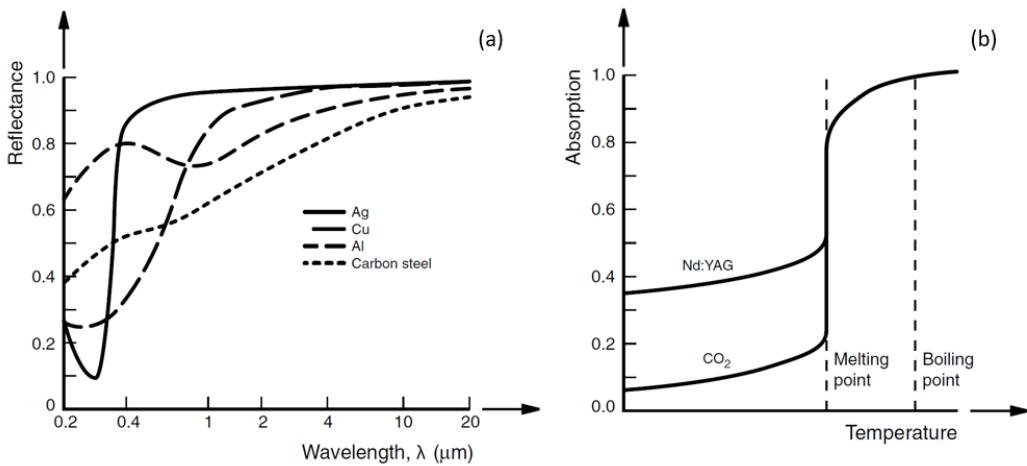 (a)
Reflectance
1.0
0.8
0.6
0.4
0.2
0
0.2
0.4
1
2
4
10
20
Wavelength, λ (μm)
Ag
Cu
Al
Carbon steel
(b)
Absorption
1.0
0.8
0.6
0.4
0.2
0.0
Nd:YAG
CO₂
Melting
point
Boiling
point
Temperature